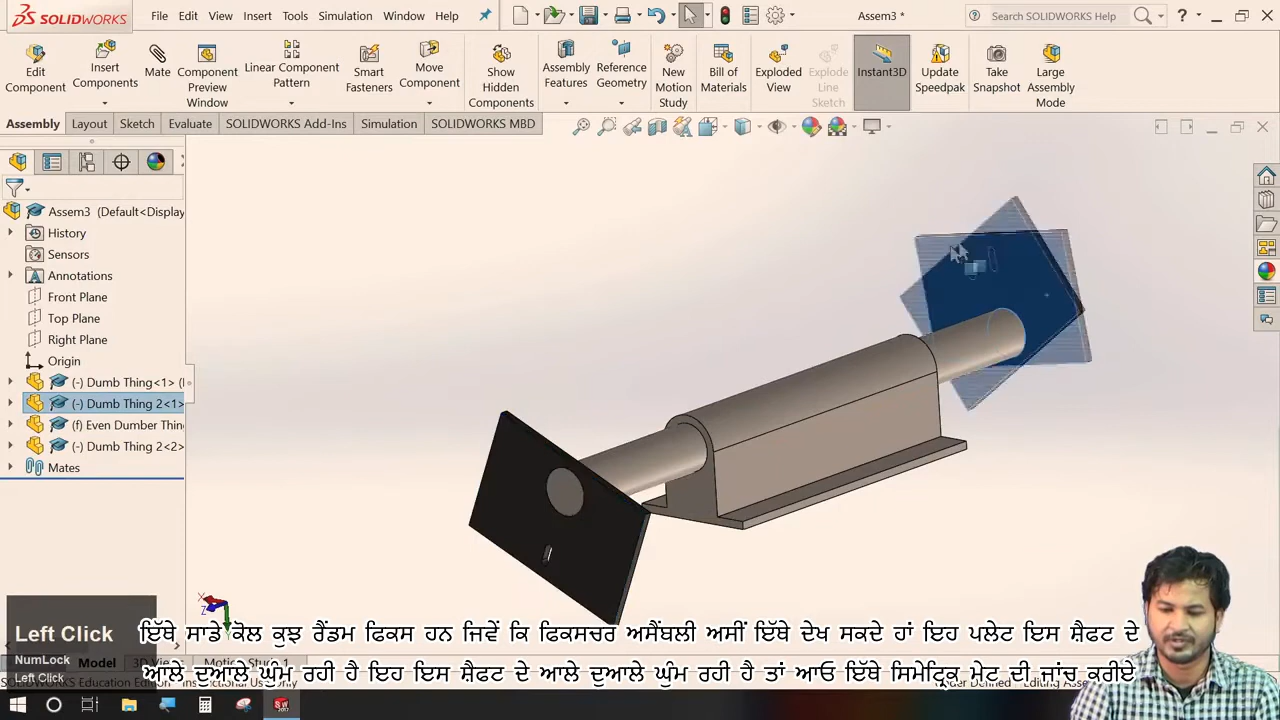 SOLIDWORKS
File Edit View Insert Tools Simulation Window Help
Assem3 *
Search SOLIDWORKS Help
Edit Component
Insert Components
Mate
Component Preview Window
Linear Component Pattern
Smart Fasteners
Move Component
Show Hidden Components
Assembly Features
Reference Geometry
New Motion Study
Bill of Materials
Exploded View
Explode Line Sketch
Instant3D
Update Speedpak
Take Snapshot
Large Assembly Mode
Assembly Layout Sketch Evaluate SOLIDWORKS Add-Ins Simulation SOLIDWORKS MBD
Assem3 (Default<Display
History
Sensors
Annotations
Front Plane
Top Plane
Right Plane
Origin
(-) Dumb Thing<1> (
(-) Dumb Thing 2<1>
(f) Even Dumber Thin
(-) Dumb Thing 2<2>
Mates
Left Click
NumLock
Left Click
ਇੱਥੇ ਸਾਡੇ ਕੋਲ ਕੁਝ ਰੈਂਡਮ ਫਿਕਸ ਹਨ ਜਿਵੇਂ ਕਿ ਫਿਕਸਚਰ ਅਸੈਂਬਲੀ ਅਸੀਂ ਇੱਥੇ ਦੇਖ ਸਕਦੇ ਹਾਂ ਇਹ ਪਲੇਟ ਇਸ ਸ਼ੈਫਟ ਦੇ
ਆਲੇ ਦੁਆਲੇ ਘੁੰਮ ਰਹੀ ਹੈ ਇਹ ਇਸ ਸ਼ੈਫਟ ਦੇ ਆਲੇ ਦੁਆਲੇ ਘੁੰਮ ਰਹੀ ਹੈ ਤਾਂ ਆਓ ਇੱਥੇ ਸਿਮੇਟ੍ਰਿਕ ਮੇਟ ਦੀ ਜਾਂਚ ਕਰੀਏ
Model